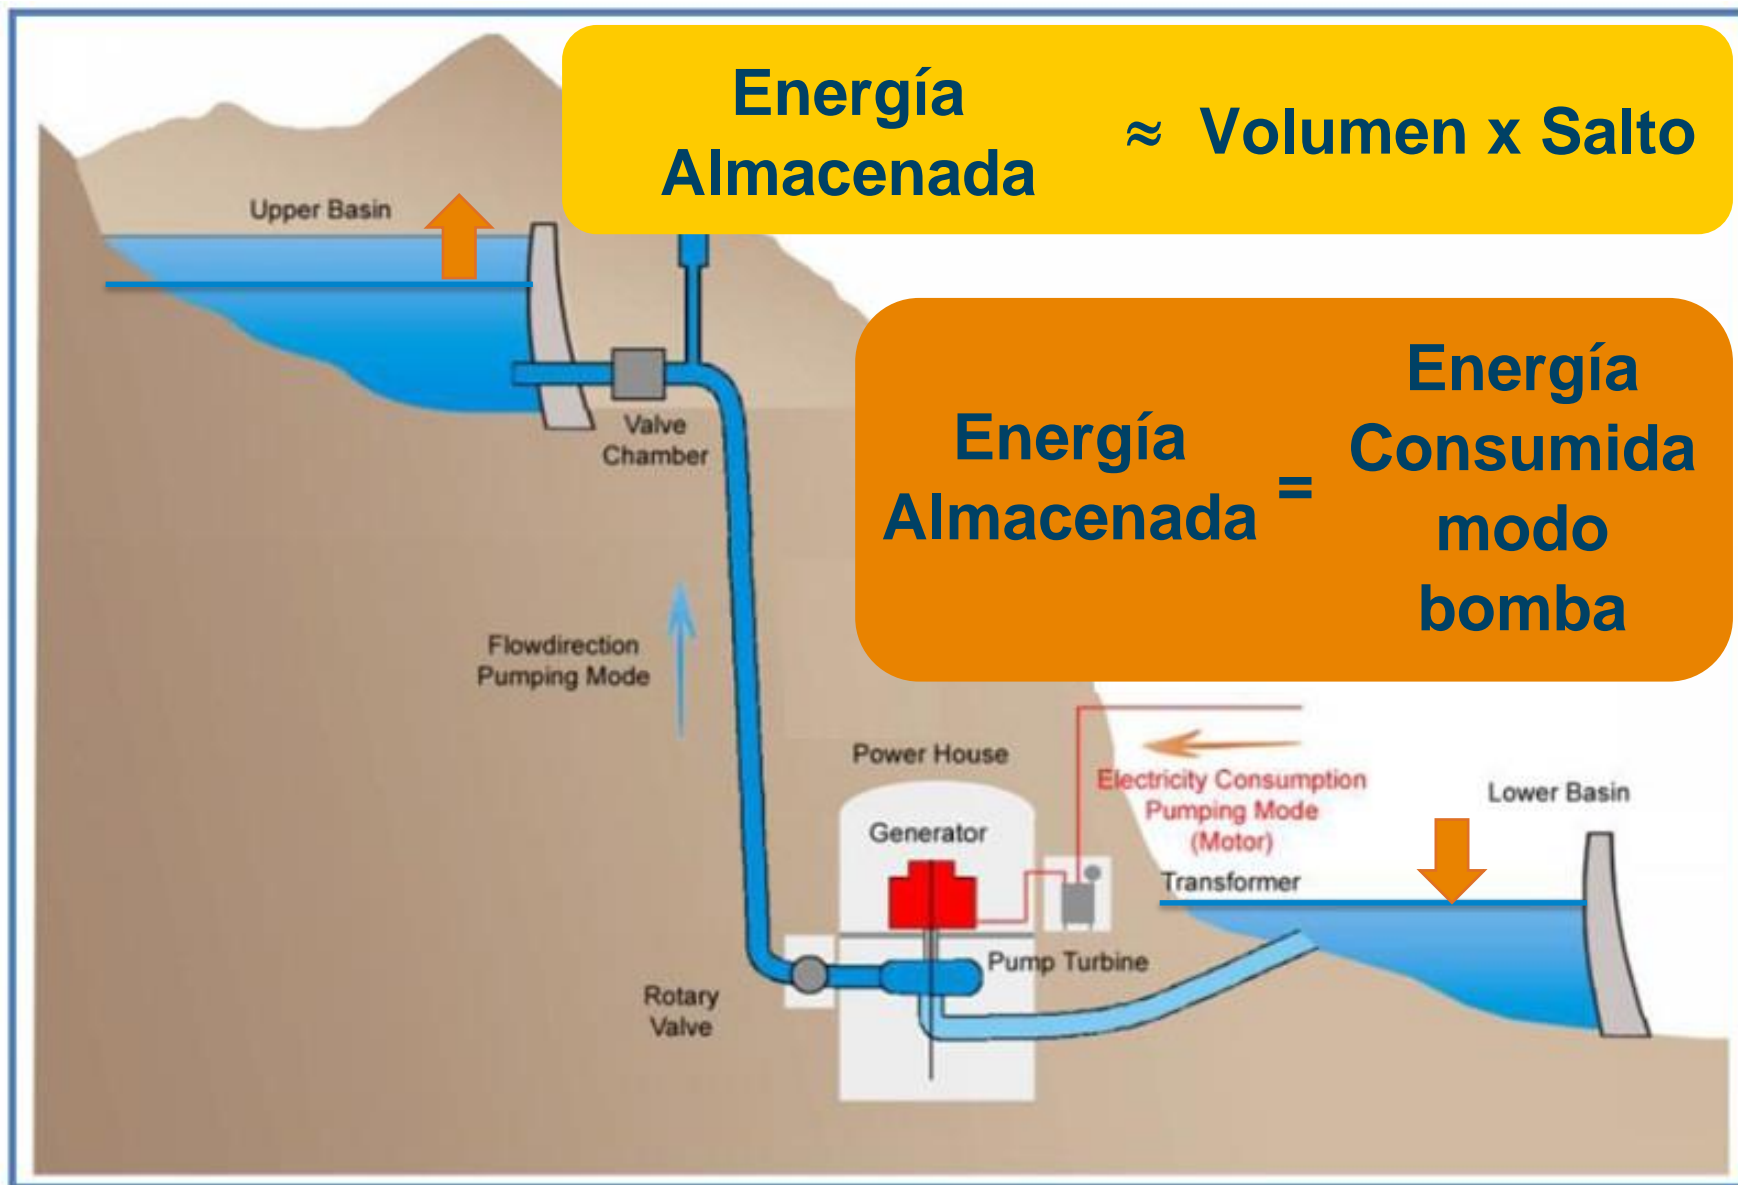 Energía
Almacenada
≈ Volumen x Salto
Upper Basin
Energía
Almacenada
=
Energía
Consumida
modo
bomba
Valve
Chamber
Flowdirection
Pumping Mode
Power House
Electricity Consumption
Pumping Mode
(Motor)
Lower Basin
Generator
Transformer
Pump Turbine
Rotary
Valve